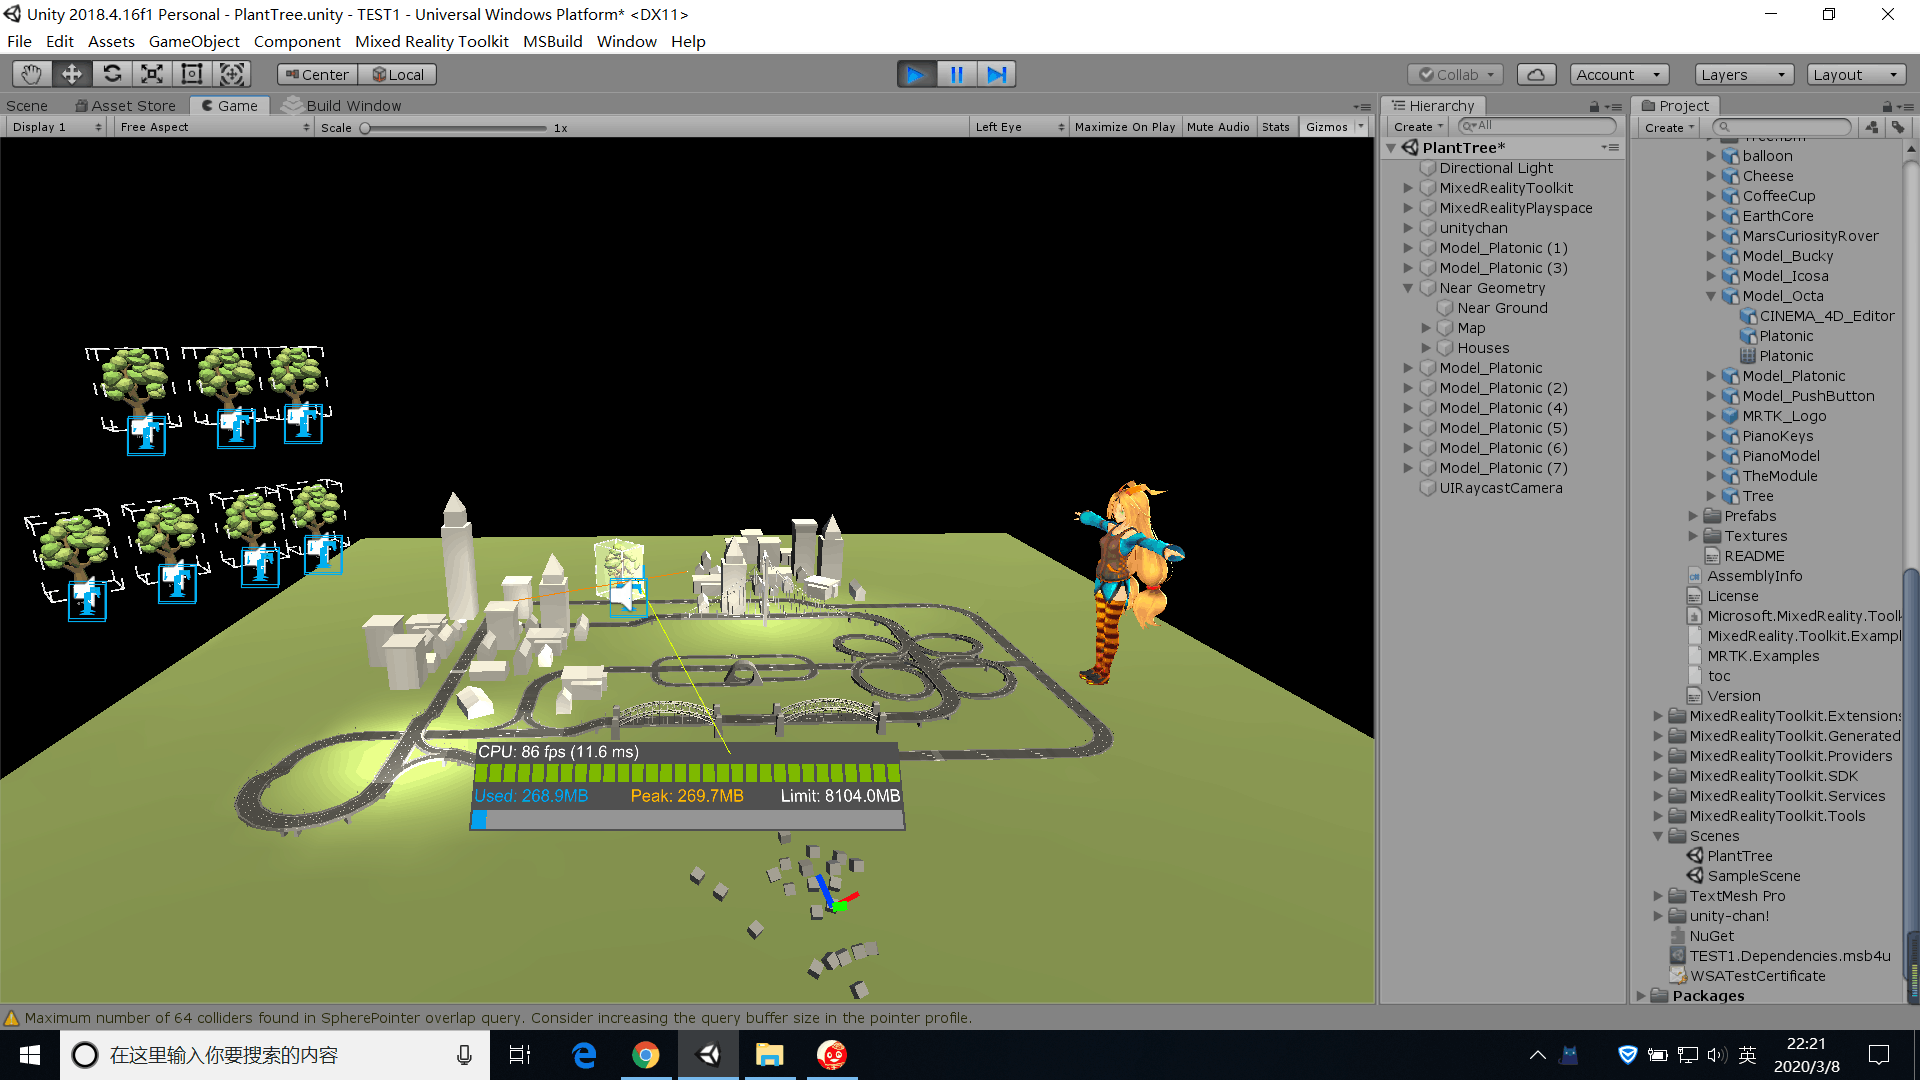 Unity 2018.4.16f1 Personal - PlantTree.unity - TEST1 - Universal Windows Platform* <DX11>
File Edit Assets GameObject Component Mixed Reality Toolkit MSBuild Window Help
Center Local Collab Account Layers Layout
Scene Asset Store Game Build Window
Display 1 Free Aspect Scale 1x Left Eye Maximize On Play Mute Audio Stats Gizmos
CPU: 86 fps (11.6 ms)
Used: 268.9MB Peak: 269.7MB Limit: 8104.0MB
Hierarchy
Create All
PlantTree*
Directional Light
MixedRealityToolkit
MixedRealityPlayspace
unitychan
Model_Platonic (1)
Model_Platonic (3)
Near Geometry
Near Ground
Map
Houses
Model_Platonic
Model_Platonic (2)
Model_Platonic (4)
Model_Platonic (5)
Model_Platonic (6)
Model_Platonic (7)
UIRaycastCamera
Project
Create
balloon
Cheese
CoffeeCup
EarthCore
MarsCuriosityRover
Model_Bucky
Model_Icosa
Model_Octa
CINEMA_4D_Editor
Platonic
Platonic
Model_Platonic
Model_PushButton
MRTK_Logo
PianoKeys
PianoModel
TheModule
Tree
Prefabs
Textures
README
AssemblyInfo
License
Microsoft.MixedReality.Toolk
MixedReality.Toolkit.Exampl
MRTK.Examples
toc
Version
MixedRealityToolkit.Extensions
MixedRealityToolkit.Generated
MixedRealityToolkit.Providers
MixedRealityToolkit.SDK
MixedRealityToolkit.Services
MixedRealityToolkit.Tools
Scenes
PlantTree
SampleScene
TextMesh Pro
unity-chan!
NuGet
TEST1.Dependencies.msb4u
WSATestCertificate
Packages
Maximum number of 64 colliders found in SpherePointer overlap query. Consider increasing the query buffer size in the pointer profile.
在这里输入你要搜索的内容
英
22:21
2020/3/8